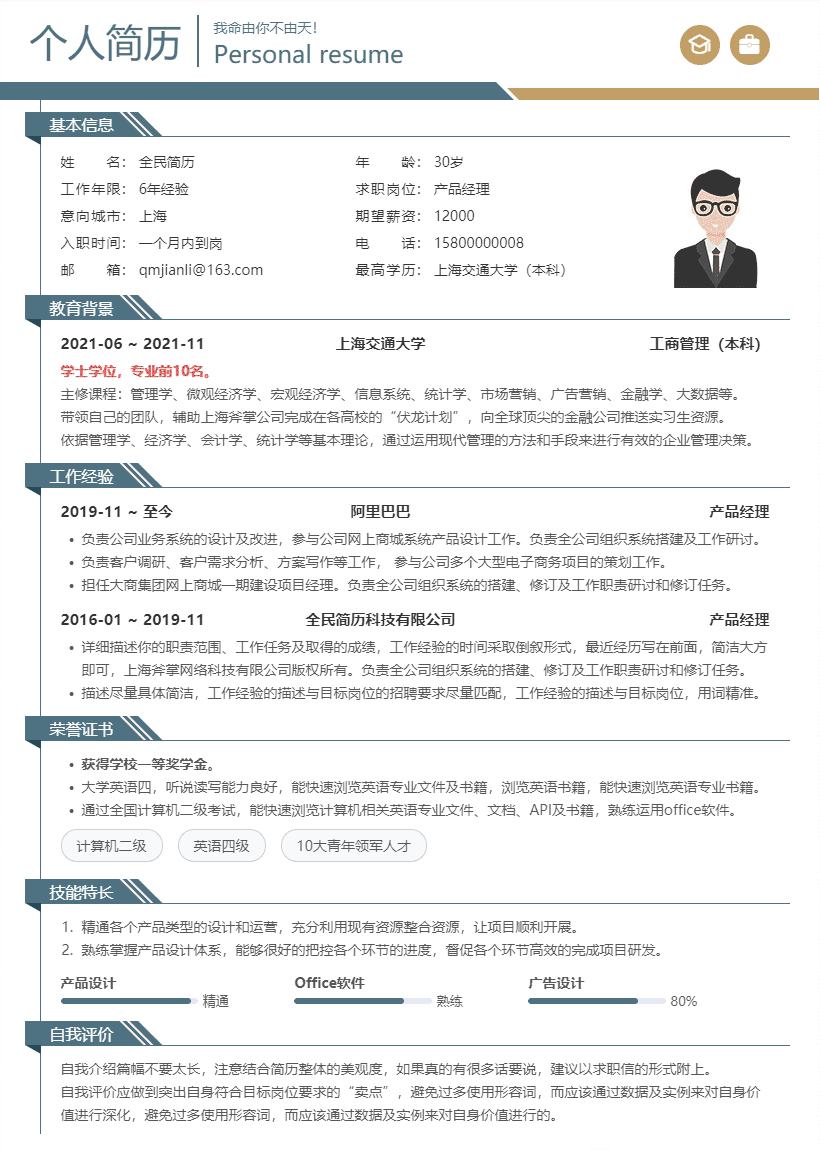 个人简历
我命由你不由天!
Personal resume
基本信息
姓 名: 全民简历 年 龄: 30岁
工作年限: 6年经验 求职岗位: 产品经理
意向城市: 上海 期望薪资: 12000
入职时间: 一个月内到岗 电 话: 15800000008
邮 箱: qmjianli@163.com 最高学历: 上海交通大学（本科）
教育背景
2021-06 ~ 2021-11 上海交通大学 工商管理（本科）
学士学位，专业前10名。
主修课程：管理学、微观经济学、宏观经济学、信息系统、统计学、市场营销、广告营销、金融学、大数据等。
带领自己的团队，辅助上海斧掌公司完成在各高校的“伏龙计划”，向全球顶尖的金融公司推送实习生资源。
依据管理学、经济学、会计学、统计学等基本理论，通过运用现代管理的方法和手段来进行有效的企业管理决策。
工作经验
2019-11 ~ 至今 阿里巴巴 产品经理
• 负责公司业务系统的设计及改进，参与公司网上商城系统产品设计工作。负责全公司组织系统搭建及工作研讨。
• 负责客户调研、客户需求分析、方案写作等工作， 参与公司多个大型电子商务项目的策划工作。
• 担任大商集团网上商城一期建设项目经理。负责全公司组织系统的搭建、修订及工作职责研讨和修订任务。
2016-01 ~ 2019-11 全民简历科技有限公司 产品经理
• 详细描述你的职责范围、工作任务及取得的成绩，工作经验的时间采取倒叙形式，最近经历写在前面，简洁大方
即可，上海斧掌网络科技有限公司版权所有。负责全公司组织系统的搭建、修订及工作职责研讨和修订任务。
• 描述尽量具体简洁，工作经验的描述与目标岗位的招聘要求尽量匹配，工作经验的描述与目标岗位，用词精准。
荣誉证书
• 获得学校一等奖学金。
• 大学英语四，听说读写能力良好，能快速浏览英语专业文件及书籍，浏览英语书籍，能快速浏览英语专业书籍。
• 通过全国计算机二级考试，能快速浏览计算机相关英语专业文件、文档、API及书籍，熟练运用office软件。
计算机二级 英语四级 10大青年领军人才
技能特长
1. 精通各个产品类型的设计和运营，充分利用现有资源整合资源，让项目顺利开展。
2. 熟练掌握产品设计体系，能够很好的把控各个环节的进度，督促各个环节高效的完成项目研发。
产品设计 Office软件 广告设计
精通 熟练 80%
自我评价
自我介绍篇幅不要太长，注意结合简历整体的美观度，如果真的有很多话要说，建议以求职信的形式附上。
自我评价应做到突出自身符合目标岗位要求的“卖点”，避免过多使用形容词，而应该通过数据及实例来对自身价
值进行深化，避免过多使用形容词，而应该通过数据及实例来对自身价值进行的。